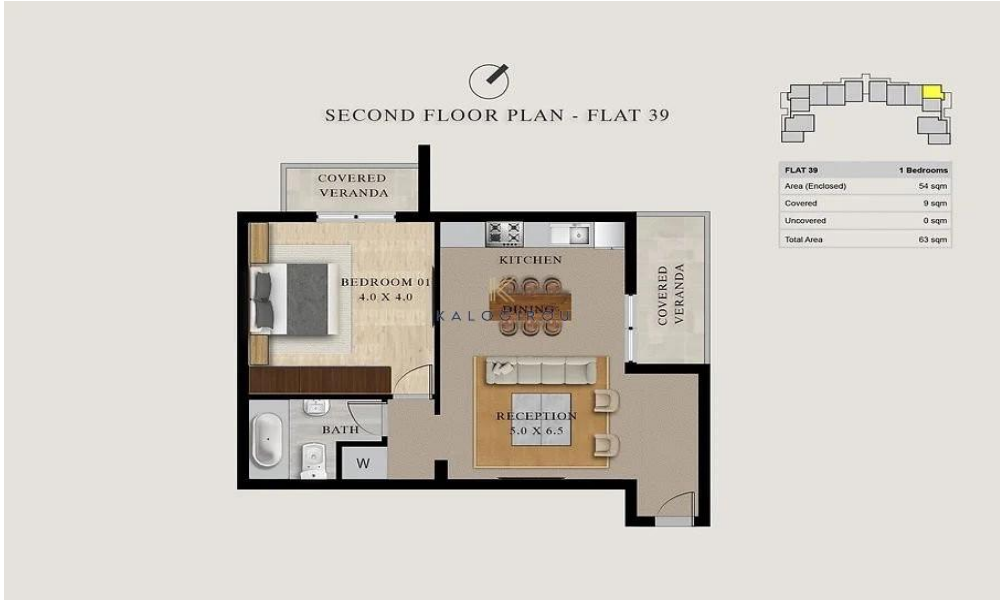 SECOND FLOOR PLAN - FLAT 39
FLAT 39 1 Bedrooms
Area (Enclosed) 54 sqm
Covered 9 sqm
Uncovered 0 sqm
Total Area 63 sqm
COVERED
VERANDA
KITCHEN
BEDROOM 01
4.0 X 4.0
DINING
KALOGIROU
COVERED
VERANDA
RECEPTION
5.0 X 6.5
BATH
W